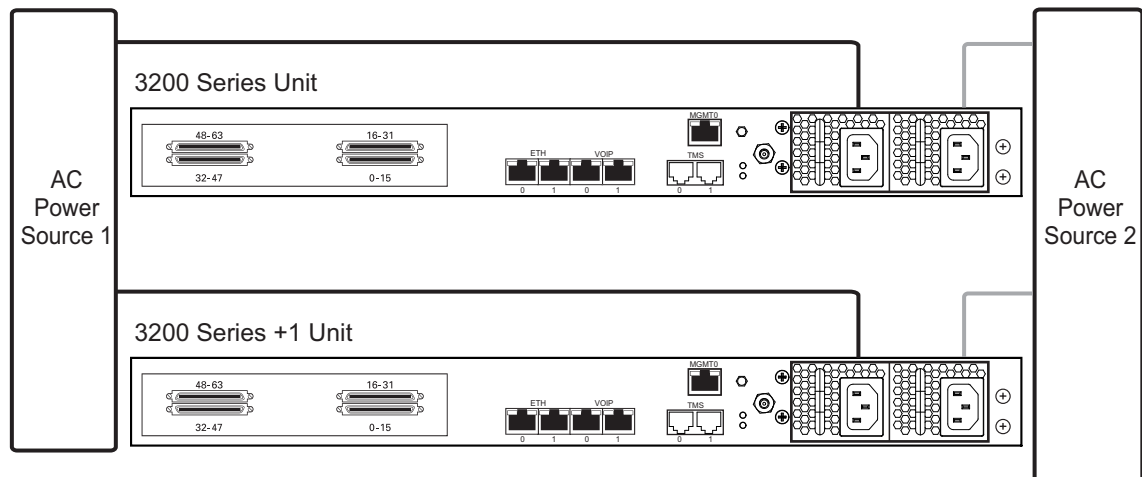 AC
Power
Source 1
3200 Series Unit
48-63
16-31
32-47
0-15
ETH
VOIP
0
1
0
1
MGMT0
TMS
0
1
AC
Power
Source 2
3200 Series +1 Unit
48-63
16-31
32-47
0-15
ETH
VOIP
0
1
0
1
MGMT0
TMS
0
1